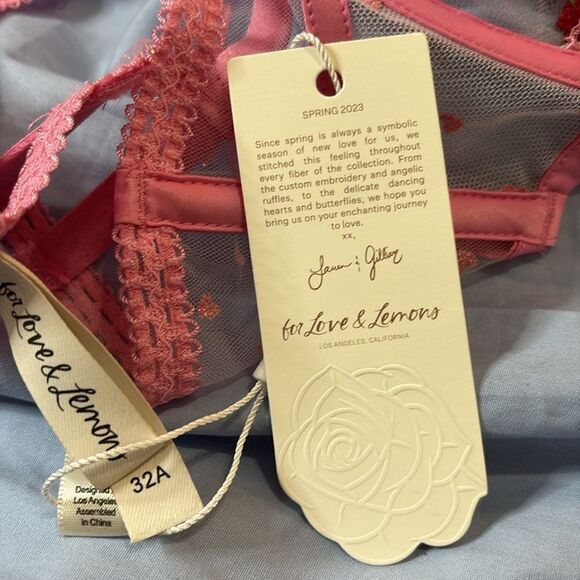 SPRING 2023
Since spring is always a symbolic
season of new love for us, we
stitched this feeling throughout
every fiber of the collection. From
the custom embroidery and angelic
ruffles, to the delicate dancing
hearts and butterflies, we hope you
bring us on your enchanting journey
to love.
xx,
for Love & Lemons
LOS ANGELES, CALIFORNIA
for Love & Lemons
32A
Designed
Los Angeles
Assembled
in China